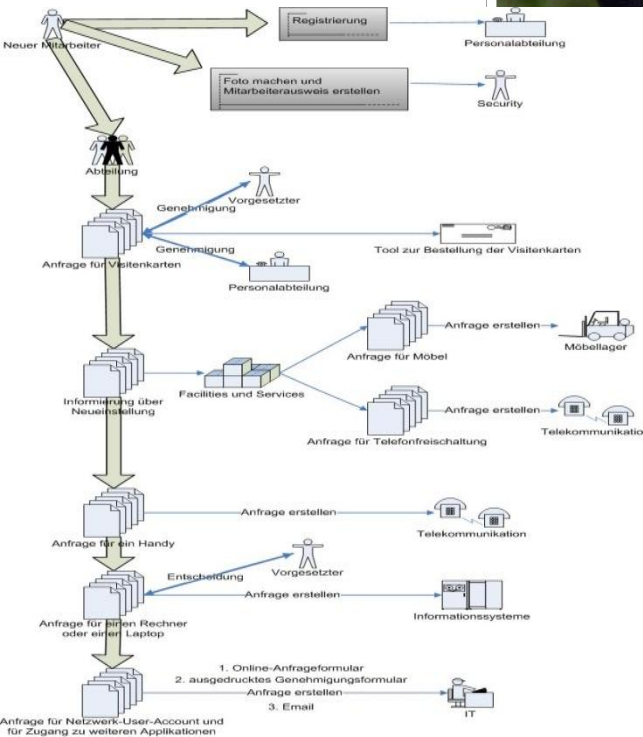 Neuer Mitarbeiter
Registrierung
Personalabteilung
Foto machen und
Mitarbeiterausweis erstellen
Security
Abteilung
Genehmigung
Vorgesetzter
Anfrage für Visitenkarten
Tool zur Bestellung der Visitenkarten
Genehmigung
Personalabteilung
Informierung über
Neueinstellung
Facilities und Services
Anfrage für Möbel
Anfrage erstellen
Möbellager
Anfrage für Telefonfreischaltung
Anfrage erstellen
Telekommunikatio
Anfrage für ein Handy
Anfrage erstellen
Telekommunikation
Entscheidung
Vorgesetzter
Anfrage für einen Rechner
oder einen Laptop
Anfrage erstellen
Informationssysteme
1. Online-Anfrageformular
2. ausgedrucktes Genehmigungsformular
Anfrage erstellen
3. Email
IT
Anfrage für Netzwerk-User-Account und
für Zugang zu weiteren Applikationen